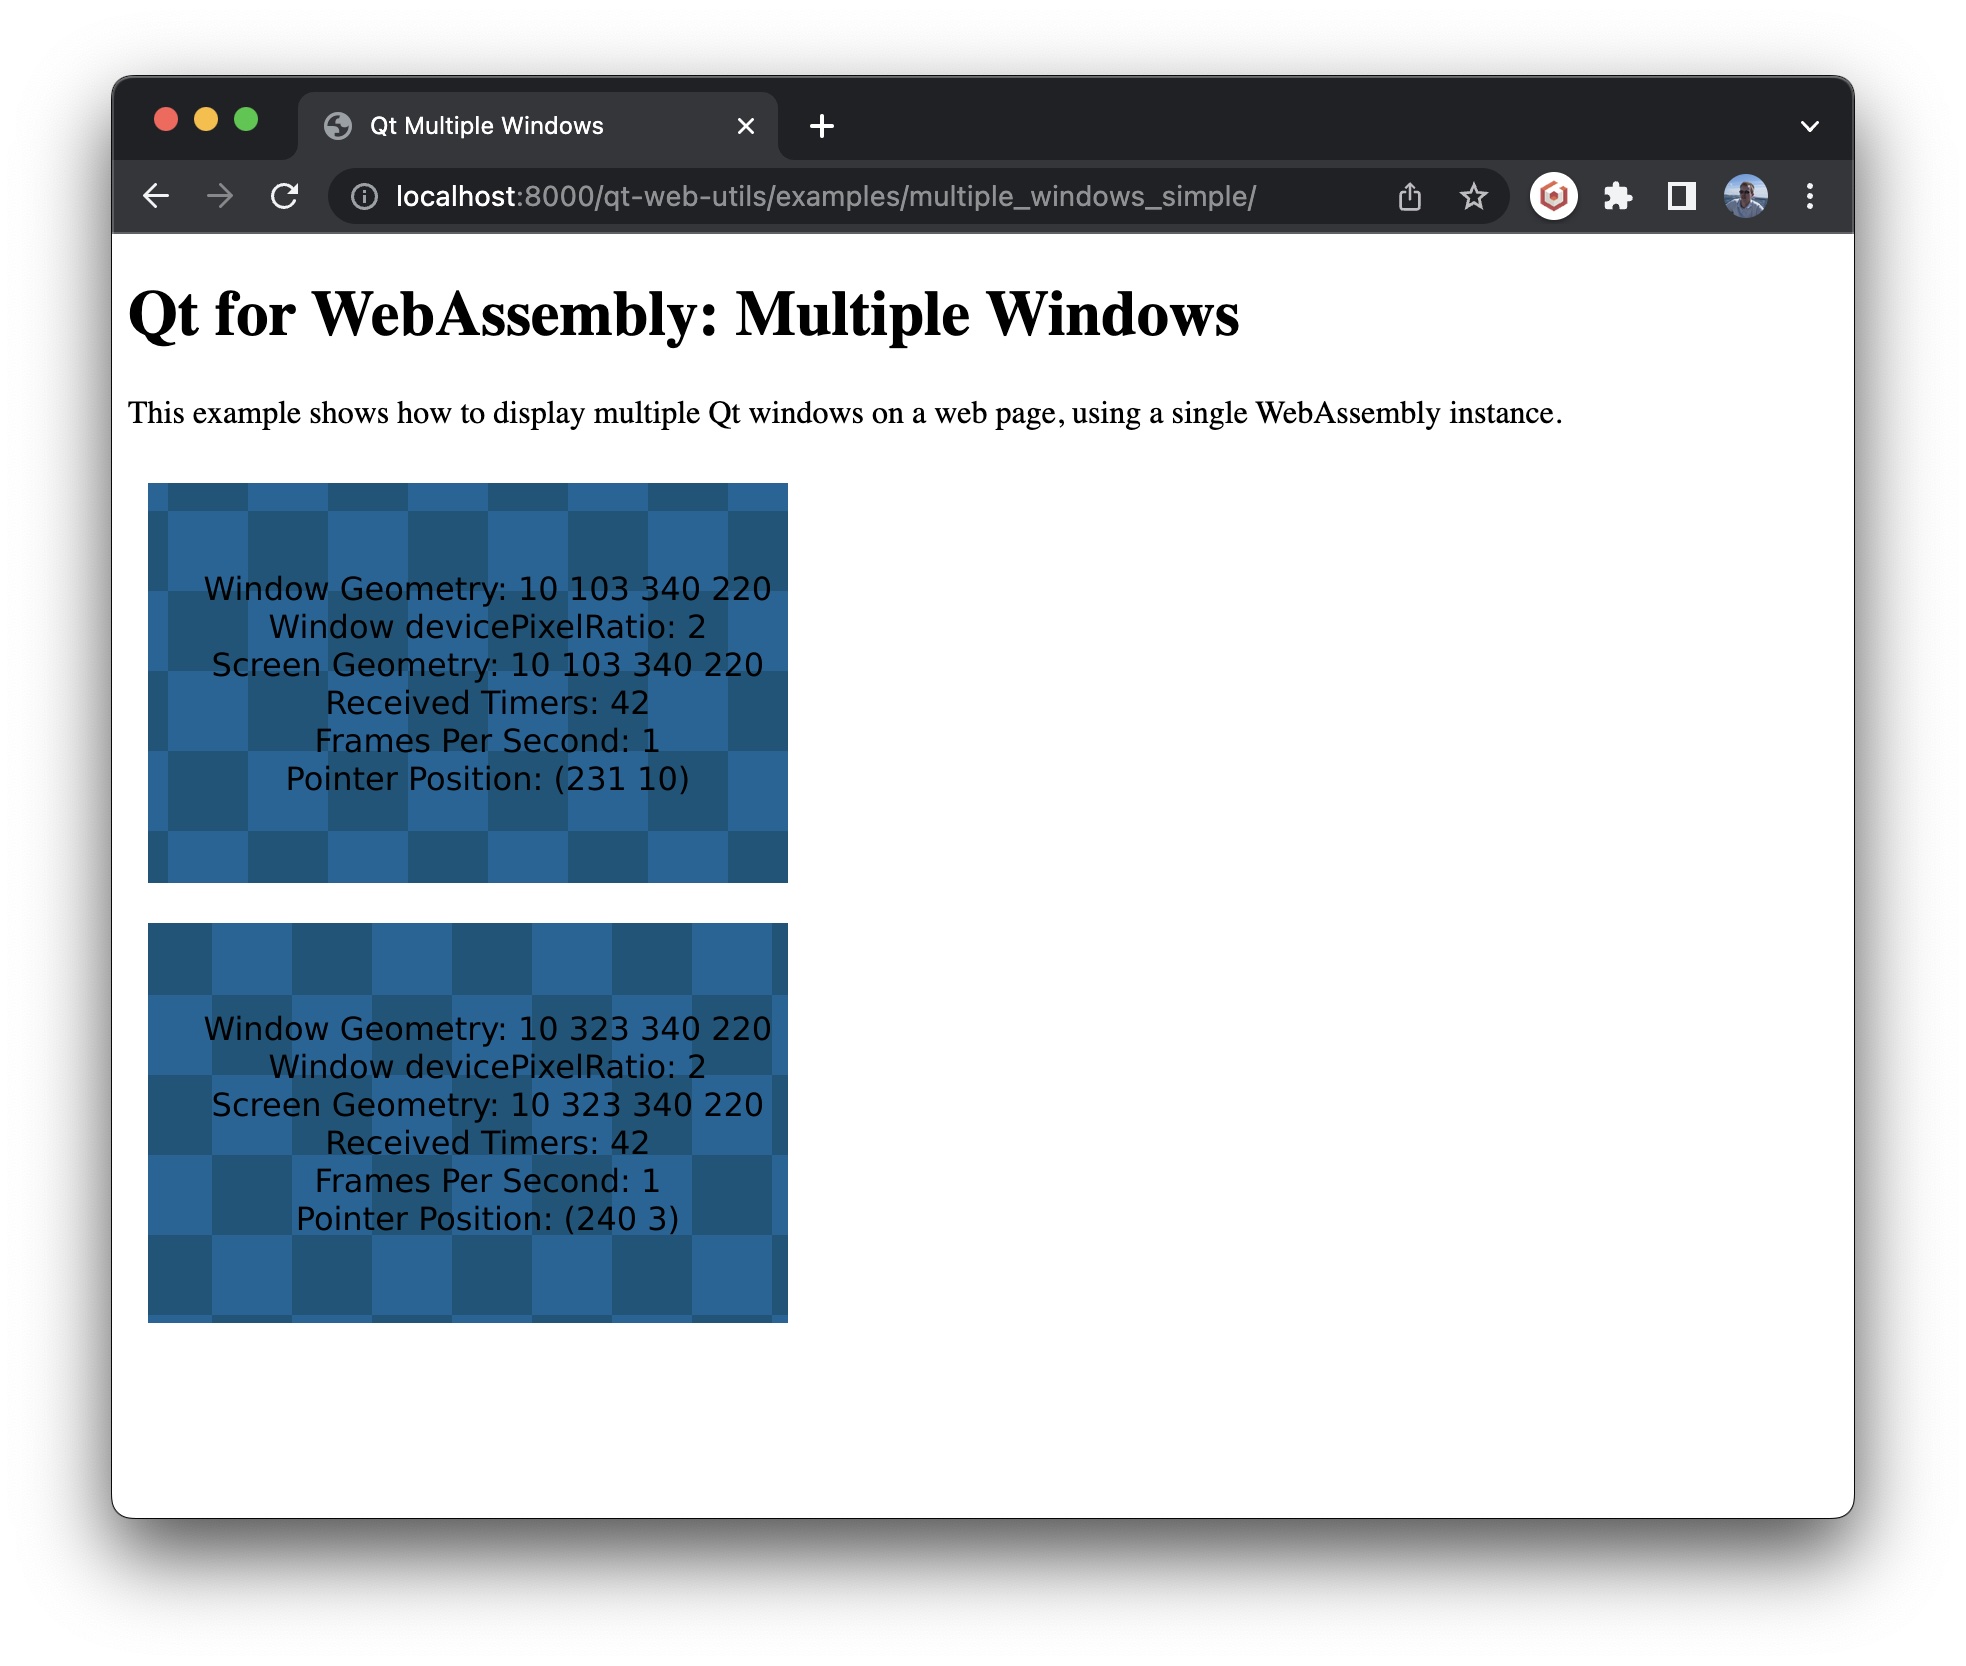 Qt Multiple Windows
localhost:8000/qt-web-utils/examples/multiple_windows_simple/
Qt for WebAssembly: Multiple Windows
This example shows how to display multiple Qt windows on a web page, using a single WebAssembly instance.
Window Geometry: 10 103 340 220
Window devicePixelRatio: 2
Screen Geometry: 10 103 340 220
Received Timers: 42
Frames Per Second: 1
Pointer Position: (231 10)
Window Geometry: 10 323 340 220
Window devicePixelRatio: 2
Screen Geometry: 10 323 340 220
Received Timers: 42
Frames Per Second: 1
Pointer Position: (240 3)